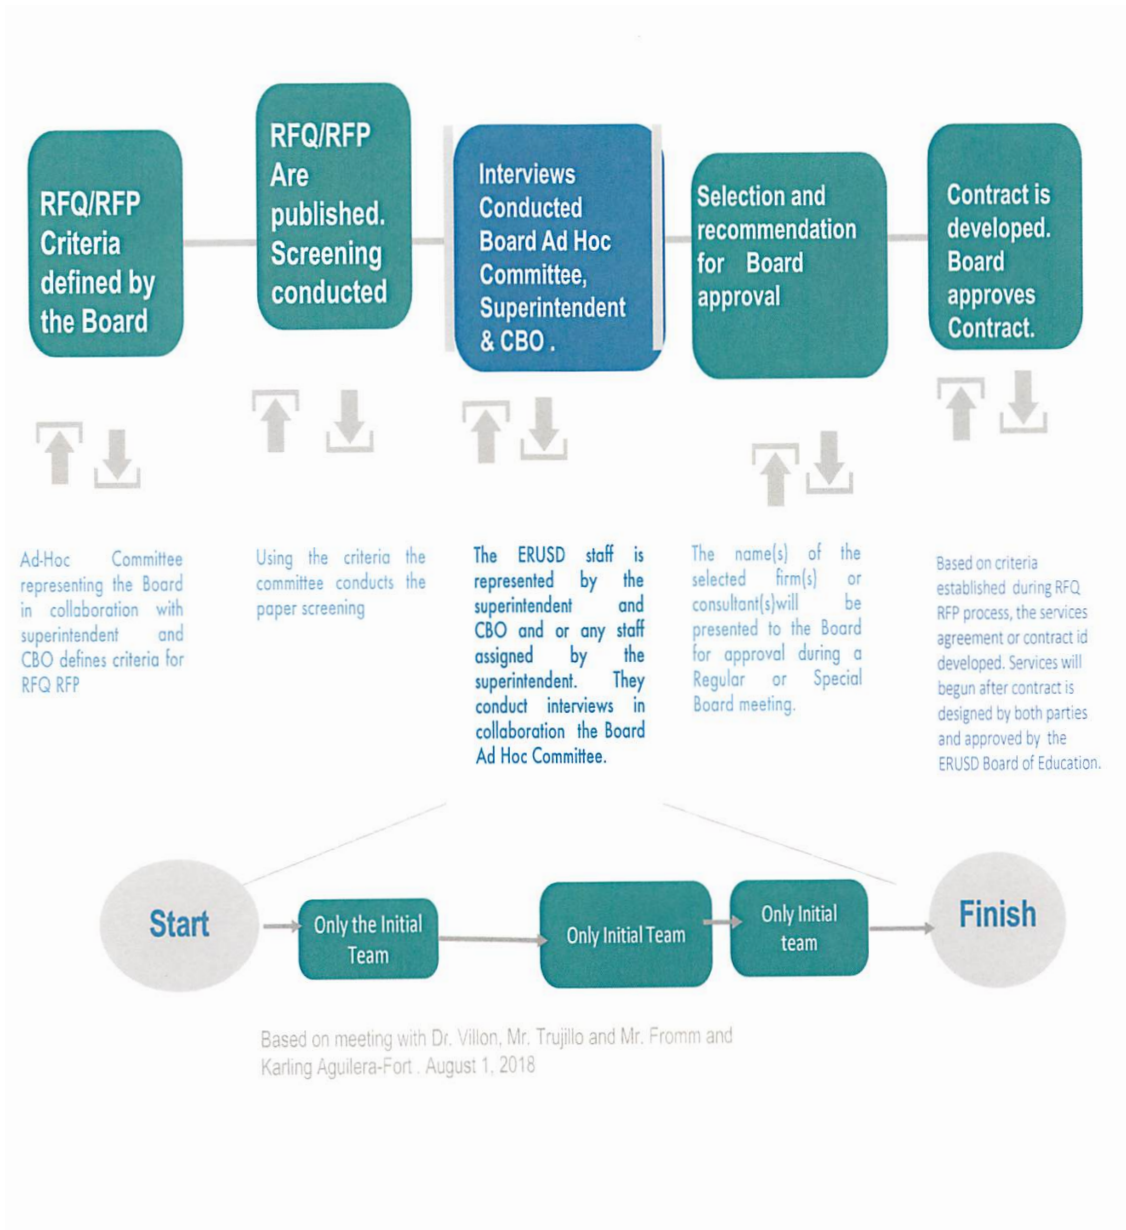 RFQ/RFP
Criteria
defined by
the Board
RFQ/RFP
Are
published.
Screening
conducted
Interviews
Conducted
Board Ad Hoc
Committee,
Superintendent
& CBO .
Selection and
recommendation
for Board
approval
Contract is
developed.
Board
approves
Contract.
Ad-Hoc Committee
representing the Board
in collaboration with
superintendent and
CBO defines criteria for
RFQ RFP
Using the criteria the
committee conducts the
paper screening
The ERUSD staff is
represented by the
superintendent and
CBO and or any staff
assigned by the
superintendent. They
conduct interviews in
collaboration the Board
Ad Hoc Committee.
The name(s) of the
selected firm(s) or
consultant(s)will be
presented to the Board
for approval during a
Regular or Special
Board meeting.
Based on criteria
established during RFQ
RFP process, the services
agreement or contract id
developed. Services will
begun after contract is
designed by both parties
and approved by the
ERUSD Board of Education.
Start
Only the Initial
Team
Only Initial Team
Only Initial
team
Finish
Based on meeting with Dr. Villon, Mr. Trujillo and Mr. Fromm and
Karling Aguilera-Fort . August 1, 2018